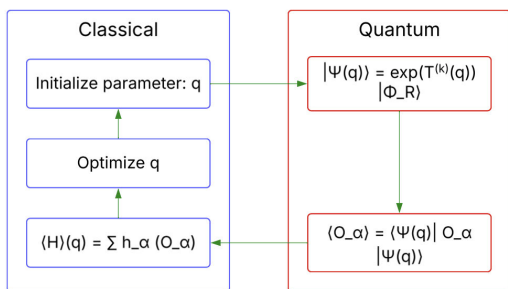 Classical
Quantum
Initialize parameter: q
|Ψ(q)⟩ = exp(T⁽ᵏ⁾(q))
|Φ_R⟩
Optimize q
⟨H⟩(q) = ∑ h_α (O_α)
⟨O_α⟩ = ⟨Ψ(q)| O_α
|Ψ(q)⟩